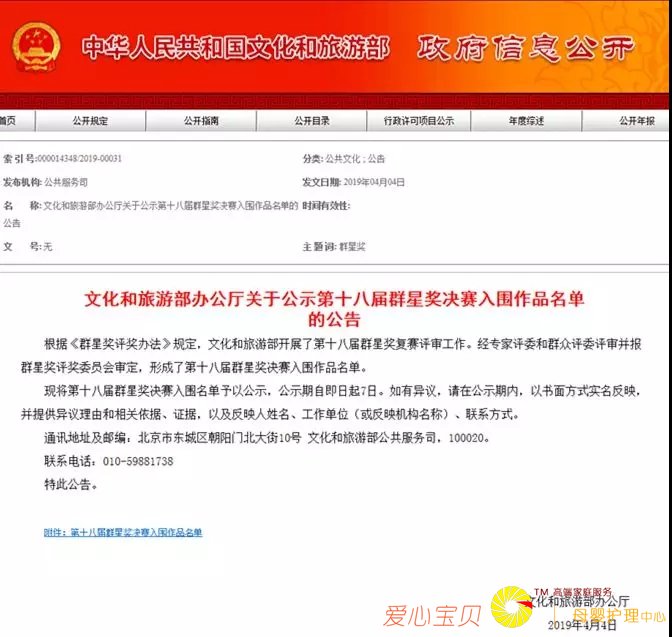 中华人民共和国文化和旅游部 政府信息公开
首页 公开规定 公开指南 公开目录 行政许可项目公示 年度综述 公开年报
索 引 号:000014348/2019-00031 分类: 公共文化 ; 公告
发布机构: 公共服务司 发文日期: 2019年04月04日
名 称: 文化和旅游部办公厅关于公示第十八届群星奖决赛入围作品名单的 时间有效性:
公告
文 号: 无 主 题 词: 群星奖
文化和旅游部办公厅关于公示第十八届群星奖决赛入围作品名单
的公告
根据《群星奖评奖办法》规定，文化和旅游部开展了第十八届群星奖复赛评审工作。经专家评委和群众评委评审并报
群星奖评奖委员会审定，形成了第十八届群星奖决赛入围作品名单。
现将第十八届群星奖决赛入围名单予以公示，公示期自即日起7日。如有异议，请在公示期内，以书面方式实名反映，
并提供异议理由和相关依据、证据，以及反映人姓名、工作单位（或反映机构名称）、联系方式。
通讯地址及邮编：北京市东城区朝阳门北大街10号 文化和旅游部公共服务司，100020。
联系电话：010-59881738
特此公告。
附件：第十八届群星奖决赛入围作品名单
TM 高端家庭服务
文化和旅游部办公厅
爱心宝贝 母婴护理中心
2019年4月4日